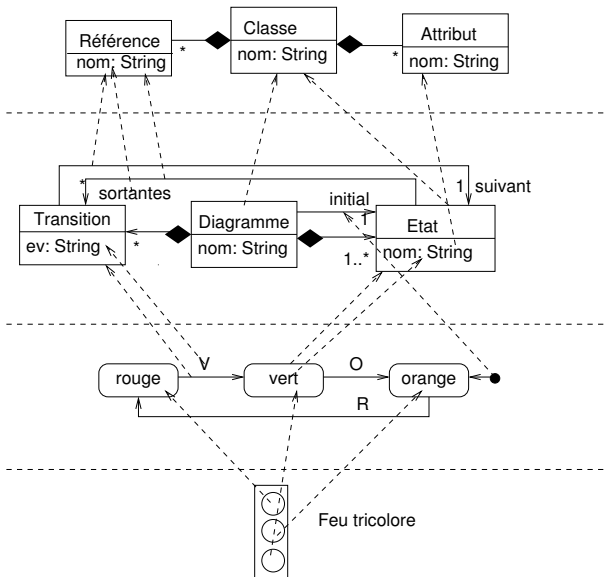 Référence
nom: String
*
Classe
nom: String
*
Attribut
nom: String
*
sortantes
1
suivant
initial
1
Transition
ev: String
*
Diagramme
nom: String
1..*
Etat
nom: String
rouge
V
vert
O
orange
R
Feu tricolore